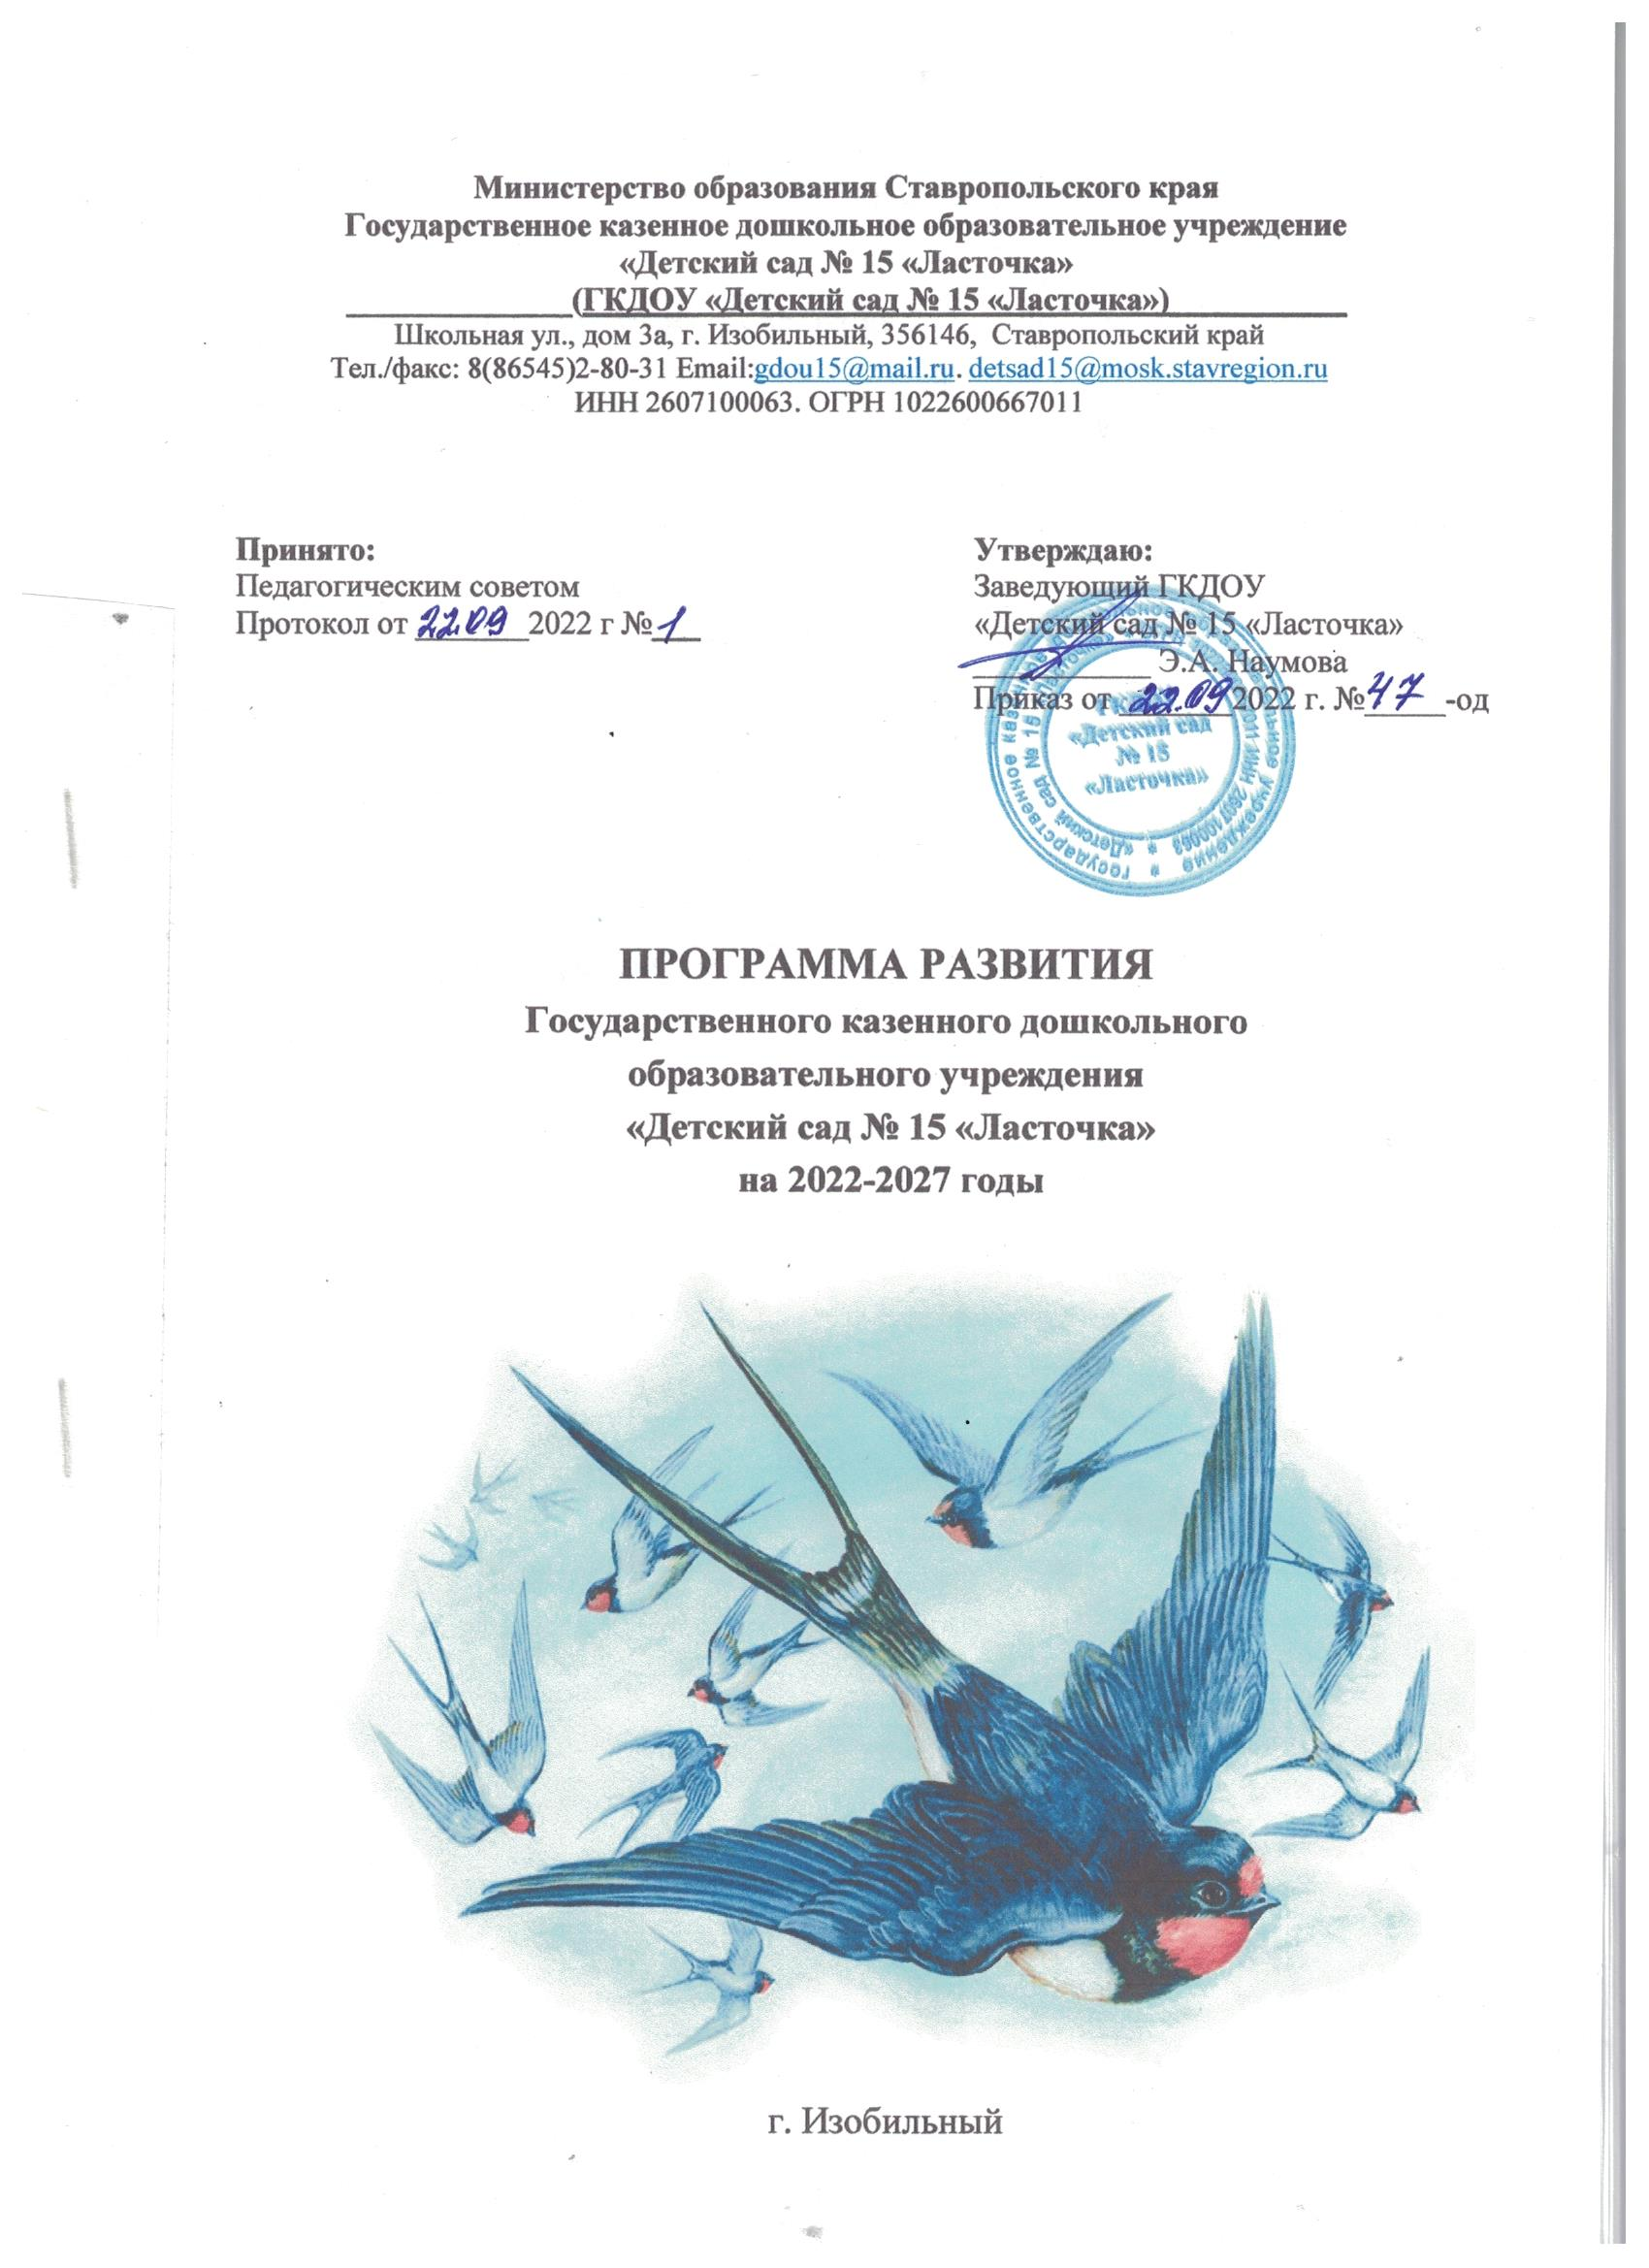 Министерство образования Ставропольского края
Государственное казенное дошкольное образовательное учреждение
«Детский сад № 15 «Ласточка»
(ГКДОУ «Детский сад № 15 «Ласточка»)
Школьная ул., дом 3а, г. Изобильный, 356146, Ставропольский край
Тел./факс: 8(86545)2-80-31 Email:gdou15@mail.ru. detsad15@mosk.stavregion.ru
ИНН 2607100063. ОГРН 1022600667011
Принято:
Педагогическим советом
Протокол от 22.09 2022 г № 1
Утверждаю:
Заведующий ГКДОУ
«Детский сад № 15 «Ласточка»
Э.А. Наумова
Приказ от 22.09 2022 г. № 47 -од
«Детский сад
№ 15
«Ласточка»
ПРОГРАММА РАЗВИТИЯ
Государственного казенного дошкольного
образовательного учреждения
«Детский сад № 15 «Ласточка»
на 2022-2027 годы
г. Изобильный